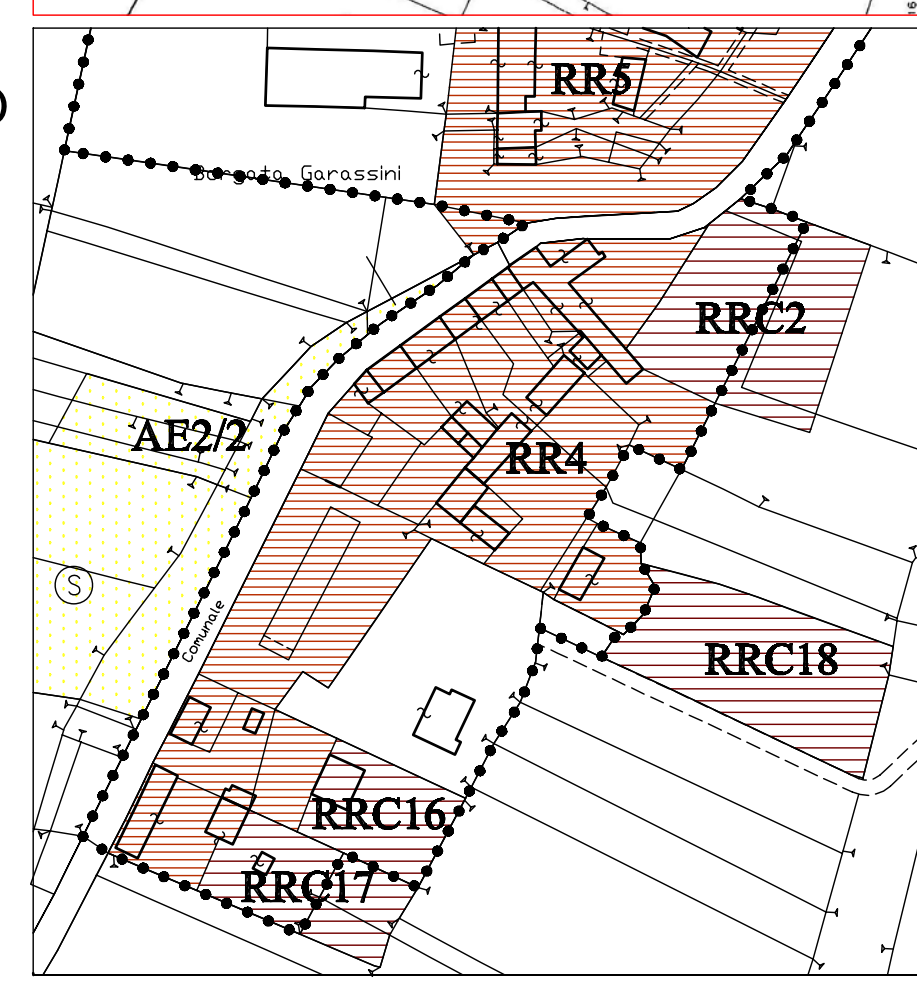 RR5
Borgata Garassini
RRC2
AE2/2
RR4
S
Comunale
RRC18
RRC16
RRC17